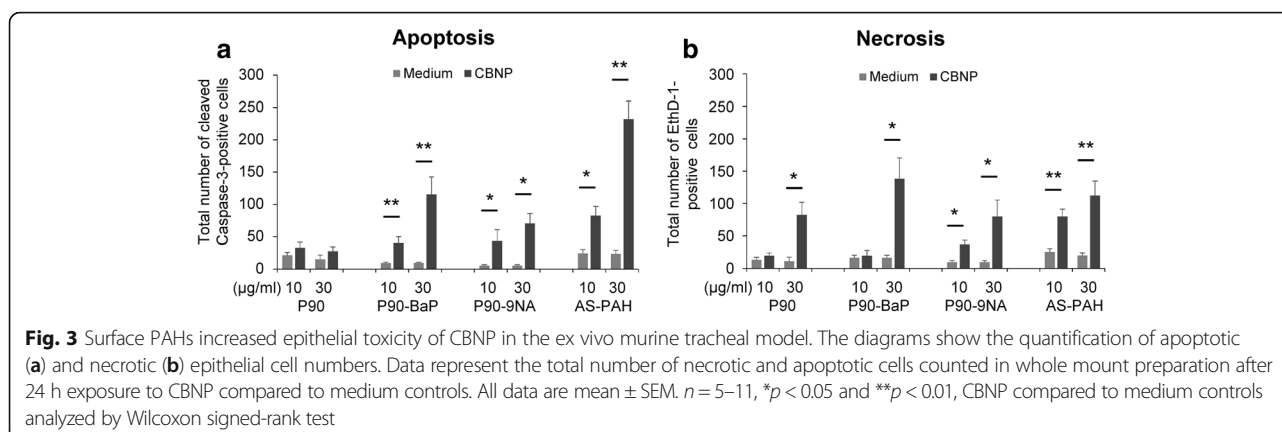 a
Apoptosis
Medium CBNP
Total number of cleaved
Caspase-3-positive cells
300
250
200
150
100
50
0
** ** * * * **
(µg/ml) 10 30 10 30 10 30 10 30
P90 P90-BaP P90-9NA AS-PAH
b
Necrosis
Medium CBNP
Total number of EthD-1-
positive cells
300
250
200
150
100
50
0
* * * * ** **
(µg/ml) 10 30 10 30 10 30 10 30
P90 P90-BaP P90-9NA AS-PAH
Fig. 3 Surface PAHs increased epithelial toxicity of CBNP in the ex vivo murine tracheal model. The diagrams show the quantification of apoptotic
(a) and necrotic (b) epithelial cell numbers. Data represent the total number of necrotic and apoptotic cells counted in whole mount preparation after
24 h exposure to CBNP compared to medium controls. All data are mean ± SEM. n = 5–11, *p < 0.05 and **p < 0.01, CBNP compared to medium controls
analyzed by Wilcoxon signed-rank test